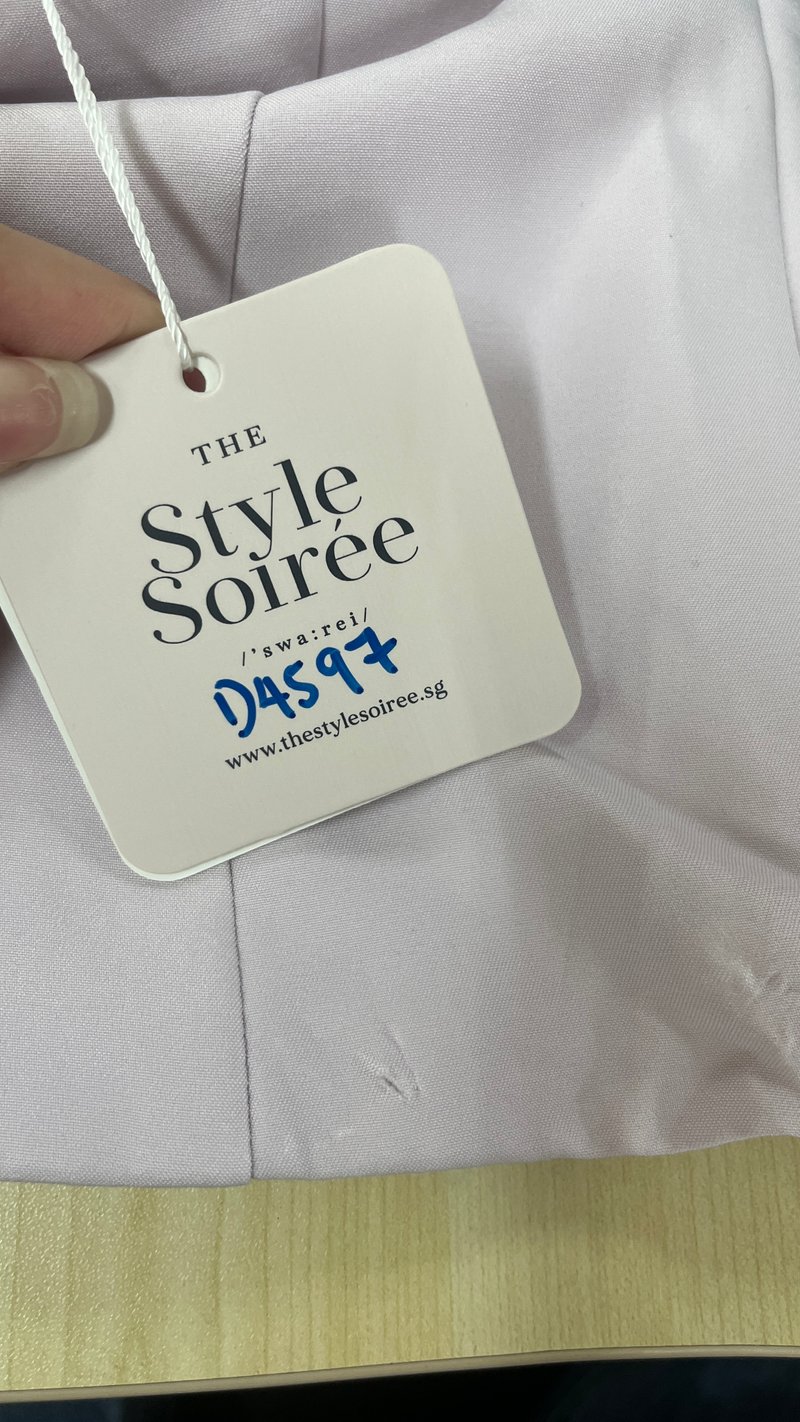 THE
Style
Soirée
/'swa:rei/
D4597
www.thestylesoiree.sg